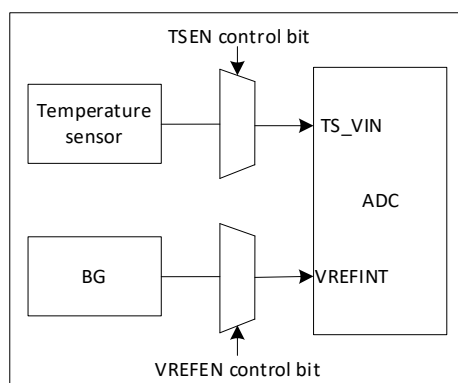 TSEN control bit
Temperature
sensor
TS_VIN
ADC
BG
VREFINT
VREFEN control bit